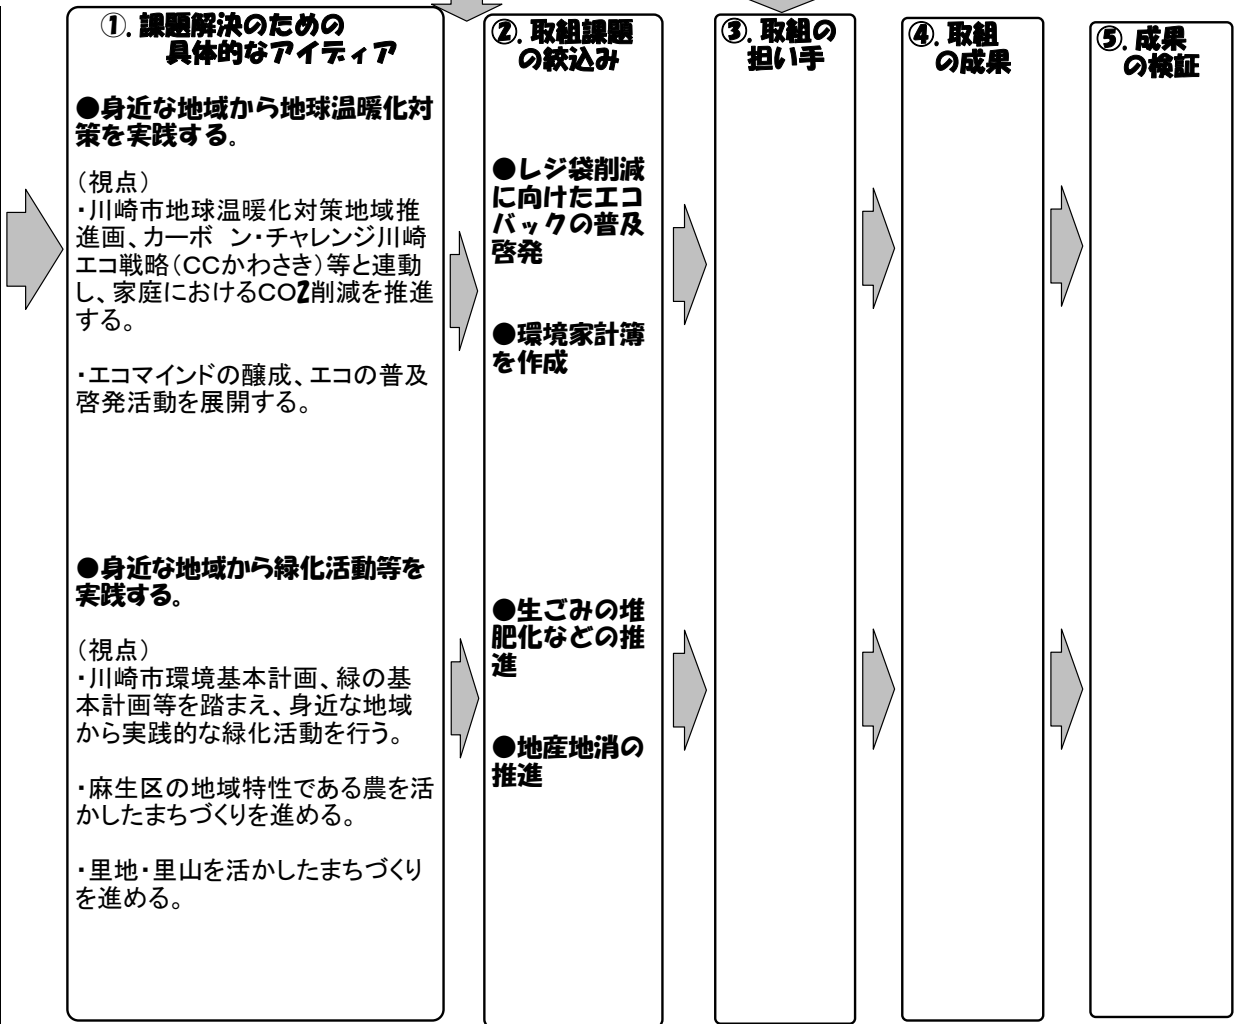 ①. 課題解決のための
具体的なアイディア
●身近な地域から地球温暖化対
策を実践する。
（視点）
・川崎市地球温暖化対策地域推
進画、カーボ ン・チャレンジ川崎
エコ戦略（CCかわさき）等と連動
し、家庭におけるCO2削減を推進
する。
・エコマインドの醸成、エコの普及
啓発活動を展開する。
●身近な地域から緑化活動等を
実践する。
（視点）
・川崎市環境基本計画、緑の基
本計画等を踏まえ、身近な地域
から実践的な緑化活動を行う。
・麻生区の地域特性である農を活
かしたまちづくりを進める。
・里地・里山を活かしたまちづくり
を進める。
②. 取組課題
の絞込み
●レジ袋削減
に向けたエコ
バックの普及
啓発
●環境家計簿
を作成
●生ごみの堆
肥化などの推
進
●地産地消の
推進
③. 取組の
担い手
④. 取組
の成果
⑤. 成果
の検証